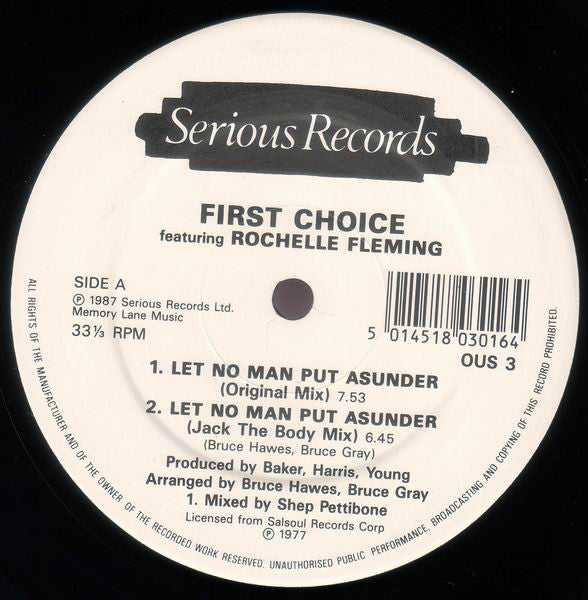 Serious Records
FIRST CHOICE
featuring ROCHELLE FLEMING
SIDE A
℗ 1987 Serious Records Ltd.
Memory Lane Music
33⅓ RPM
5 014518 030164
OUS 3
1. LET NO MAN PUT ASUNDER
(Original Mix) 7.53
2. LET NO MAN PUT ASUNDER
(Jack The Body Mix) 6.45
(Bruce Hawes, Bruce Gray)
Produced by Baker, Harris, Young
Arranged by Bruce Hawes, Bruce Gray
1. Mixed by Shep Pettibone
Licensed from Salsoul Records Corp
℗ 1977
ALL RIGHTS OF THE MANUFACTURER AND OF THE OWNER OF THE RECORDED WORK RESERVED. UNAUTHORISED PUBLIC PERFORMANCE, BROADCASTING AND COPYING OF THIS RECORD PROHIBITED.